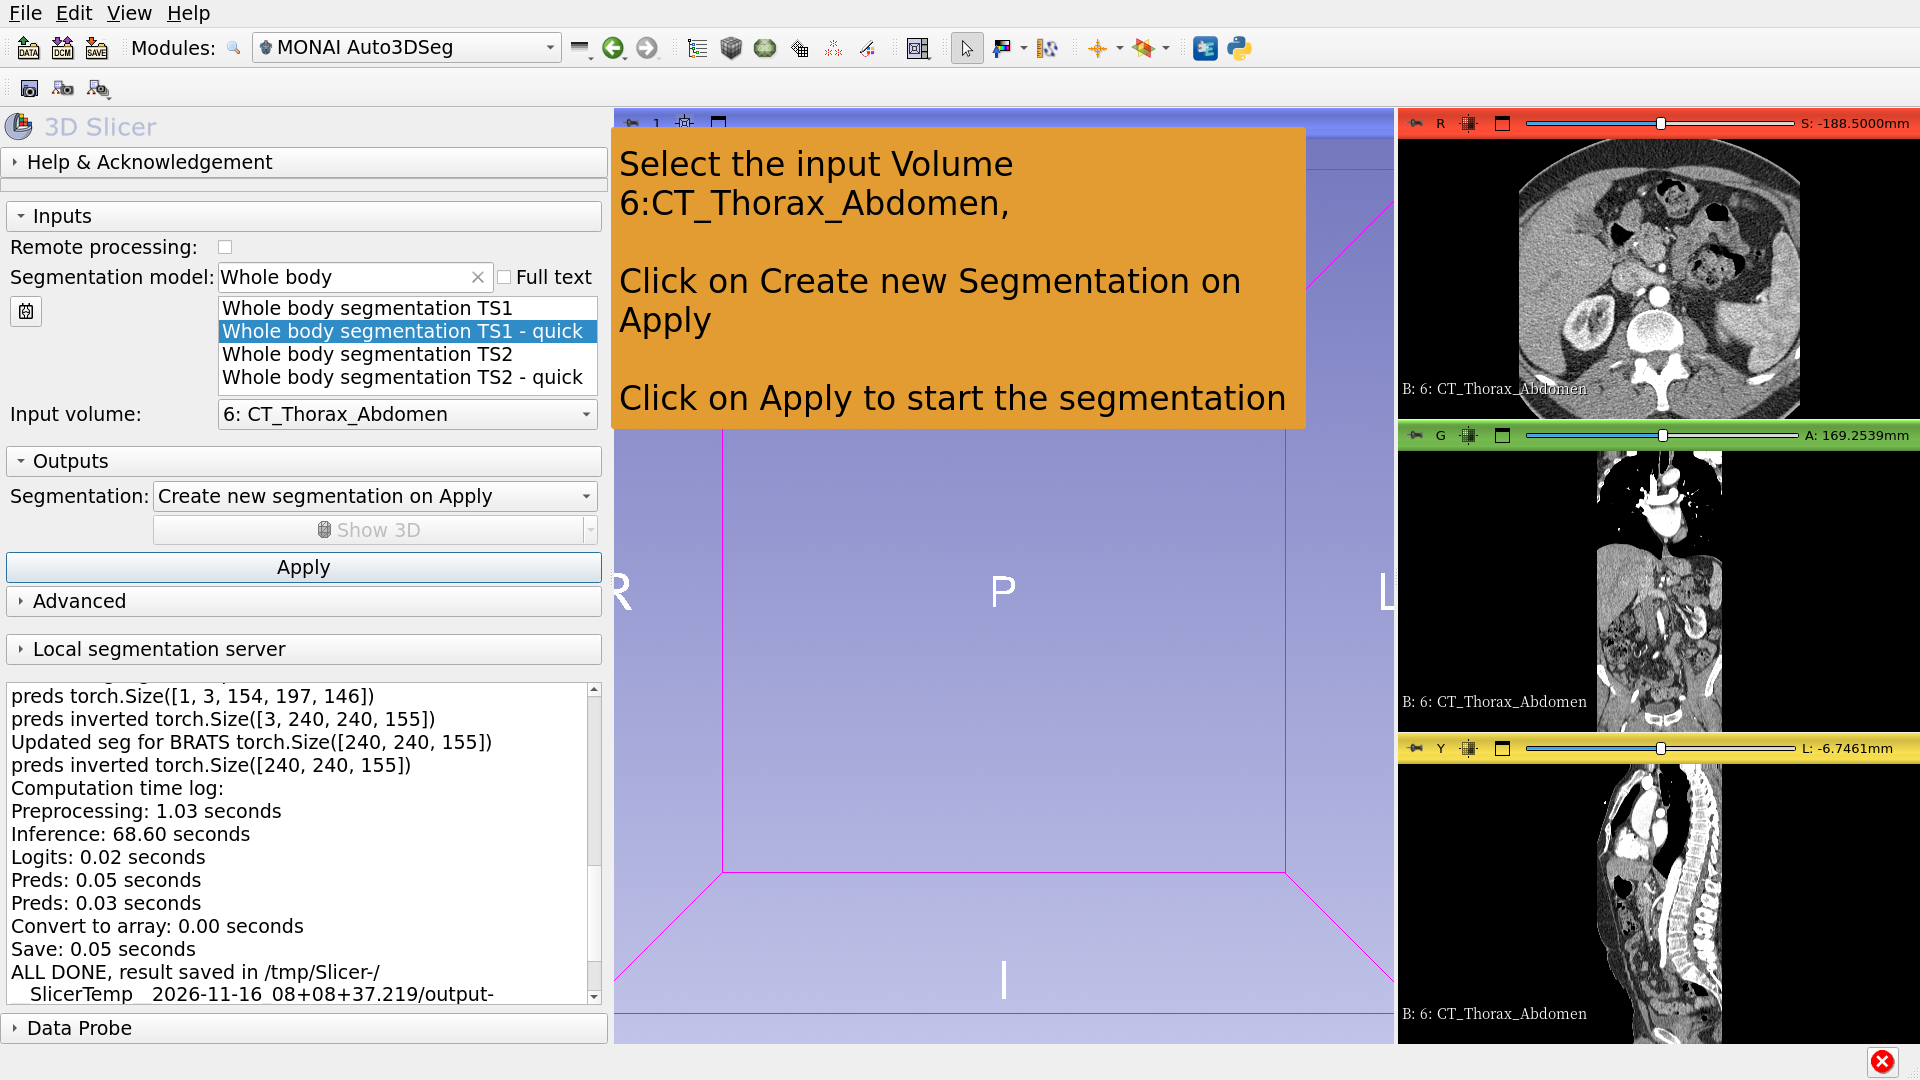 File Edit View Help
DATA DCM SAVE Modules: MONAI Auto3DSeg
3D Slicer
Help & Acknowledgement
Inputs
Remote processing:
Segmentation model: Whole body Full text
Whole body segmentation TS1
Whole body segmentation TS1 - quick
Whole body segmentation TS2
Whole body segmentation TS2 - quick
Input volume: 6: CT_Thorax_Abdomen
Outputs
Segmentation: Create new segmentation on Apply
Show 3D
Apply
Advanced
Local segmentation server
preds torch.Size([1, 3, 154, 197, 146])
preds inverted torch.Size([3, 240, 240, 155])
Updated seg for BRATS torch.Size([240, 240, 155])
preds inverted torch.Size([240, 240, 155])
Computation time log:
Preprocessing: 1.03 seconds
Inference: 68.60 seconds
Logits: 0.02 seconds
Preds: 0.05 seconds
Preds: 0.03 seconds
Convert to array: 0.00 seconds
Save: 0.05 seconds
ALL DONE, result saved in /tmp/Slicer-/
__SlicerTemp__2026-11-16_08+08+37.219/output-
Data Probe
1
Select the input Volume
6:CT_Thorax_Abdomen,
Click on Create new Segmentation on
Apply
Click on Apply to start the segmentation
R P L
I
R S: -188.5000mm
B: 6: CT_Thorax_Abdomen
G A: 169.2539mm
B: 6: CT_Thorax_Abdomen
Y L: -6.7461mm
B: 6: CT_Thorax_Abdomen